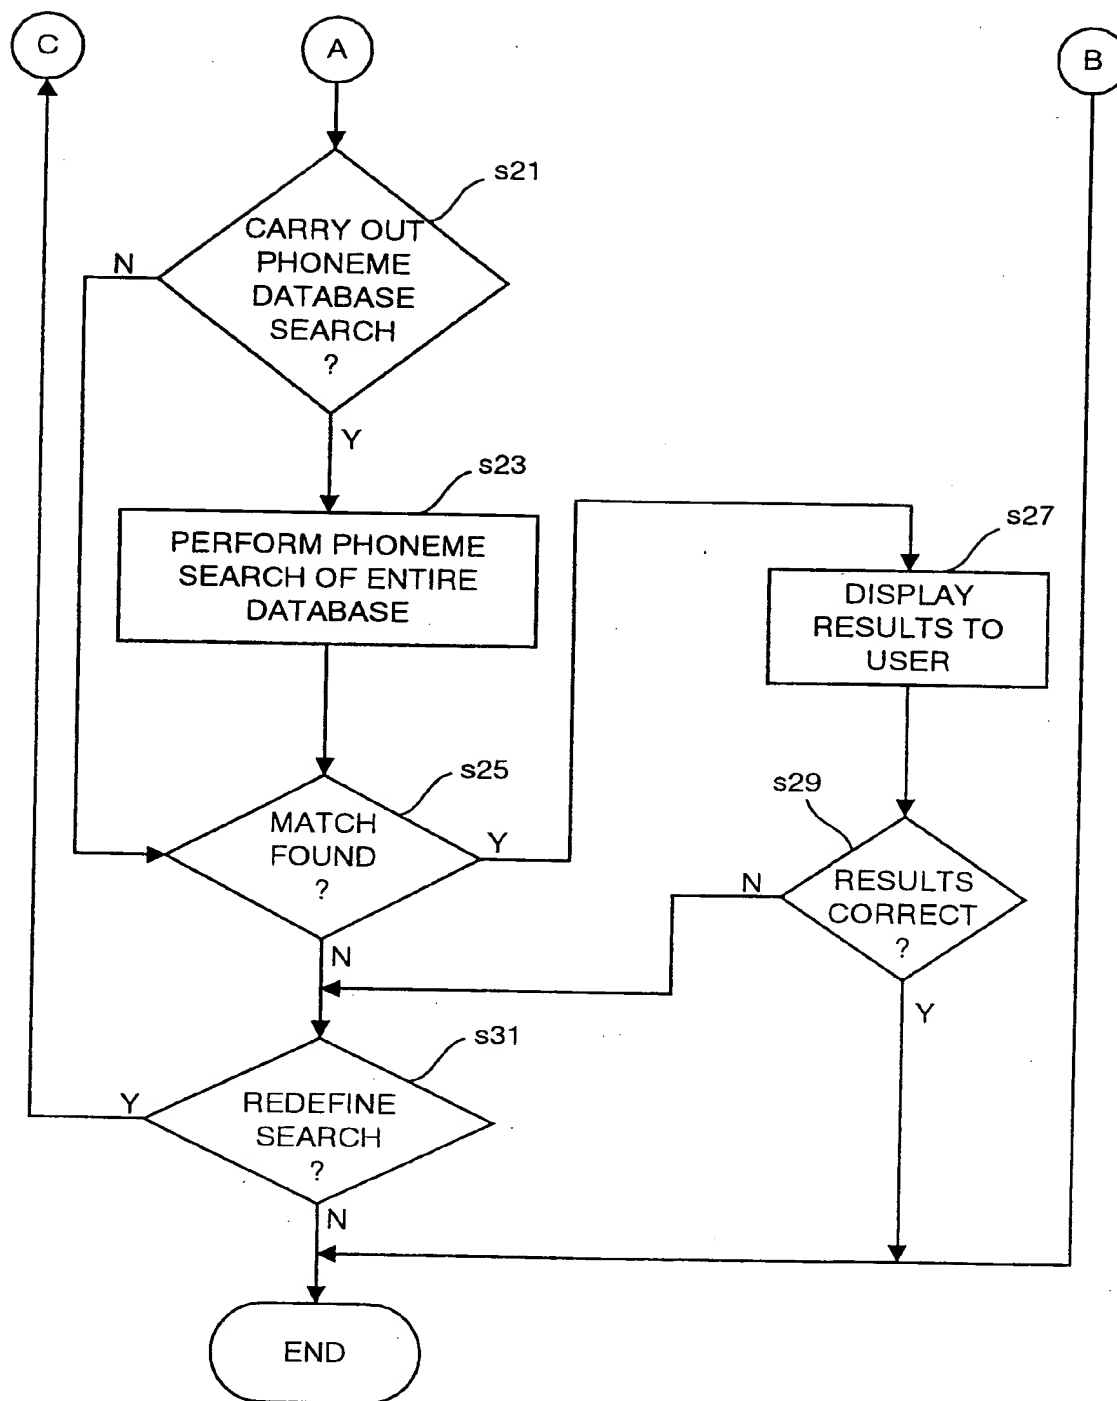 C
A
B
s21
CARRY OUT
PHONEME
DATABASE
SEARCH
?
N
Y
s23
PERFORM PHONEME
SEARCH OF ENTIRE
DATABASE
s27
DISPLAY
RESULTS TO
USER
s25
MATCH
FOUND
?
Y
N
s29
RESULTS
CORRECT
?
N
Y
s31
REDEFINE
SEARCH
?
Y
N
END